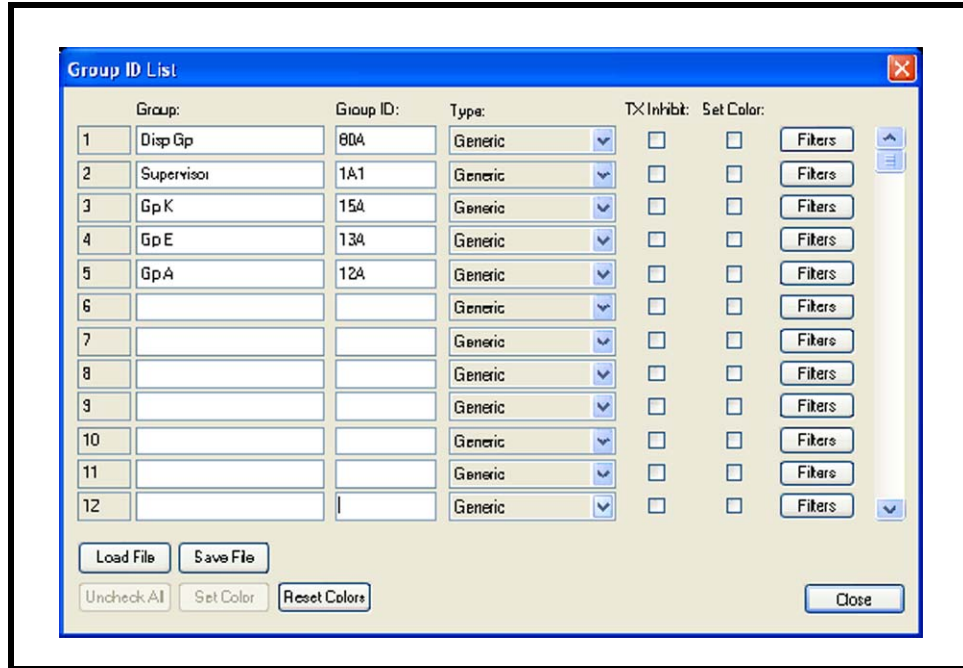 Group ID List
Group: Group ID: Type: TX Inhibit: Set Color:
1 Disp Gp 80A Generic Filters
2 Supervisor 1A1 Generic Filters
3 Gp K 15A Generic Filters
4 Gp E 13A Generic Filters
5 Gp A 12A Generic Filters
6 Generic Filters
7 Generic Filters
8 Generic Filters
9 Generic Filters
10 Generic Filters
11 Generic Filters
12 Generic Filters
Load File Save File
Uncheck All Set Color Reset Colors Close